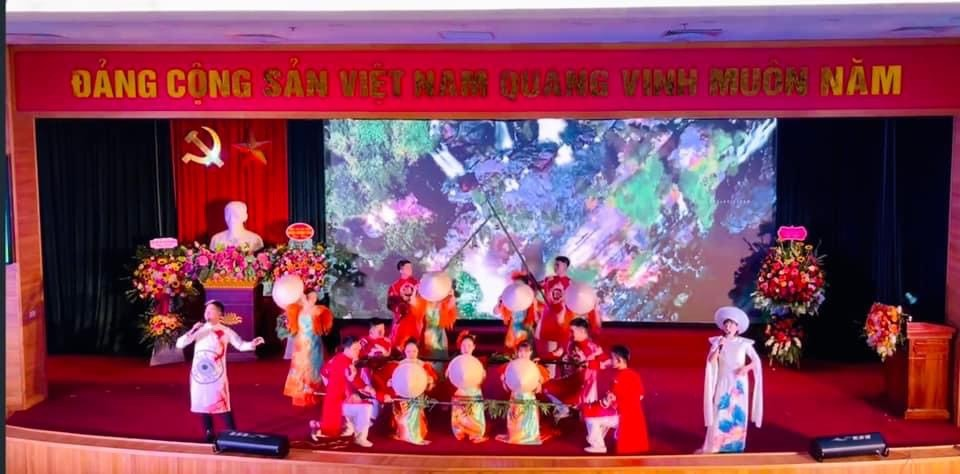 ĐẢNG CỘNG SẢN VIỆT NAM QUANG VINH MUÔN NĂM